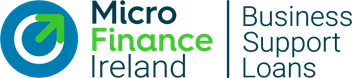 Micro
Finance
Ireland
Business
Support
Loans